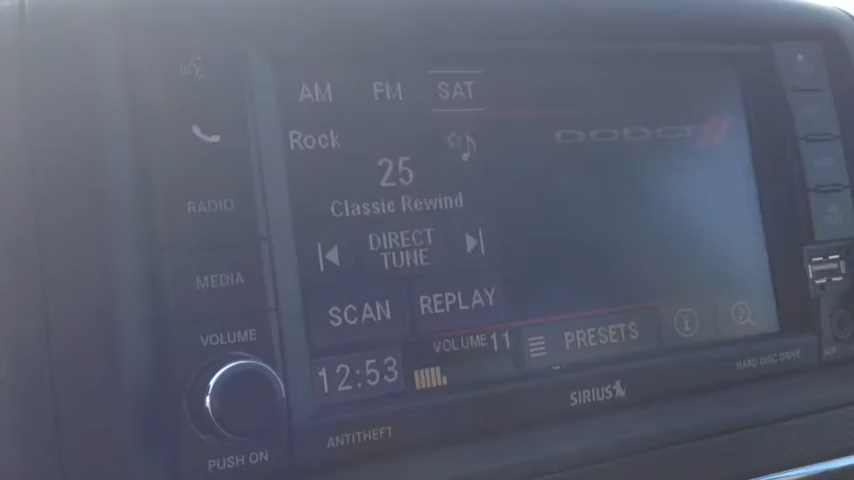 AM FM SAT
Rock
DODGE
25
Classic Rewind
RADIO
DIRECT
TUNE
MEDIA
SCAN
REPLAY
VOLUME
VOLUME 11
PRESETS
12:53
HARD DISC DRIVE
SIRIUS
ANTITHEFT
PUSH ON